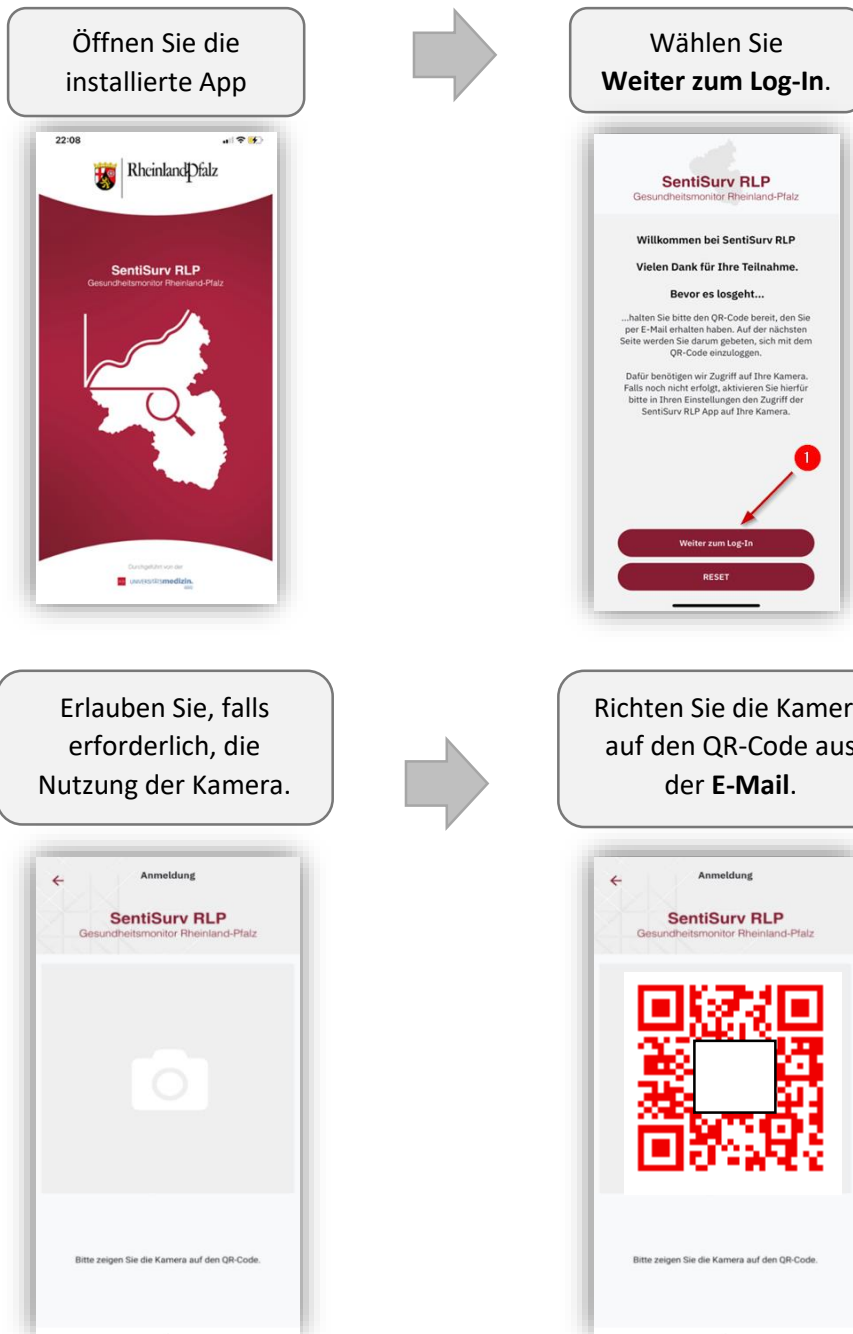 Öffnen Sie die
installierte App
Wählen Sie
Weiter zum Log-In.
22:08
RheinlandPfalz
SentiSurv RLP
Gesundheitsmonitor Rheinland-Pfalz
Durchgeführt von der
UNIVERSITÄTSmedizin.
SentiSurv RLP
Gesundheitsmonitor Rheinland-Pfalz
Willkommen bei SentiSurv RLP
Vielen Dank für Ihre Teilnahme.
Bevor es losgeht...
...halten Sie bitte den QR-Code bereit, den Sie
per E-Mail erhalten haben. Auf der nächsten
Seite werden Sie darum gebeten, sich mit dem
QR-Code einzuloggen.
Dafür benötigen wir Zugriff auf Ihre Kamera.
Falls noch nicht erfolgt, aktivieren Sie hierfür
bitte in Ihren Einstellungen den Zugriff der
SentiSurv RLP App auf Ihre Kamera.
1
Weiter zum Log-In
RESET
Erlauben Sie, falls
erforderlich, die
Nutzung der Kamera.
Richten Sie die Kamer
auf den QR-Code aus
der E-Mail.
Anmeldung
SentiSurv RLP
Gesundheitsmonitor Rheinland-Pfalz
Bitte zeigen Sie die Kamera auf den QR-Code.
Anmeldung
SentiSurv RLP
Gesundheitsmonitor Rheinland-Pfalz
Bitte zeigen Sie die Kamera auf den QR-Code.